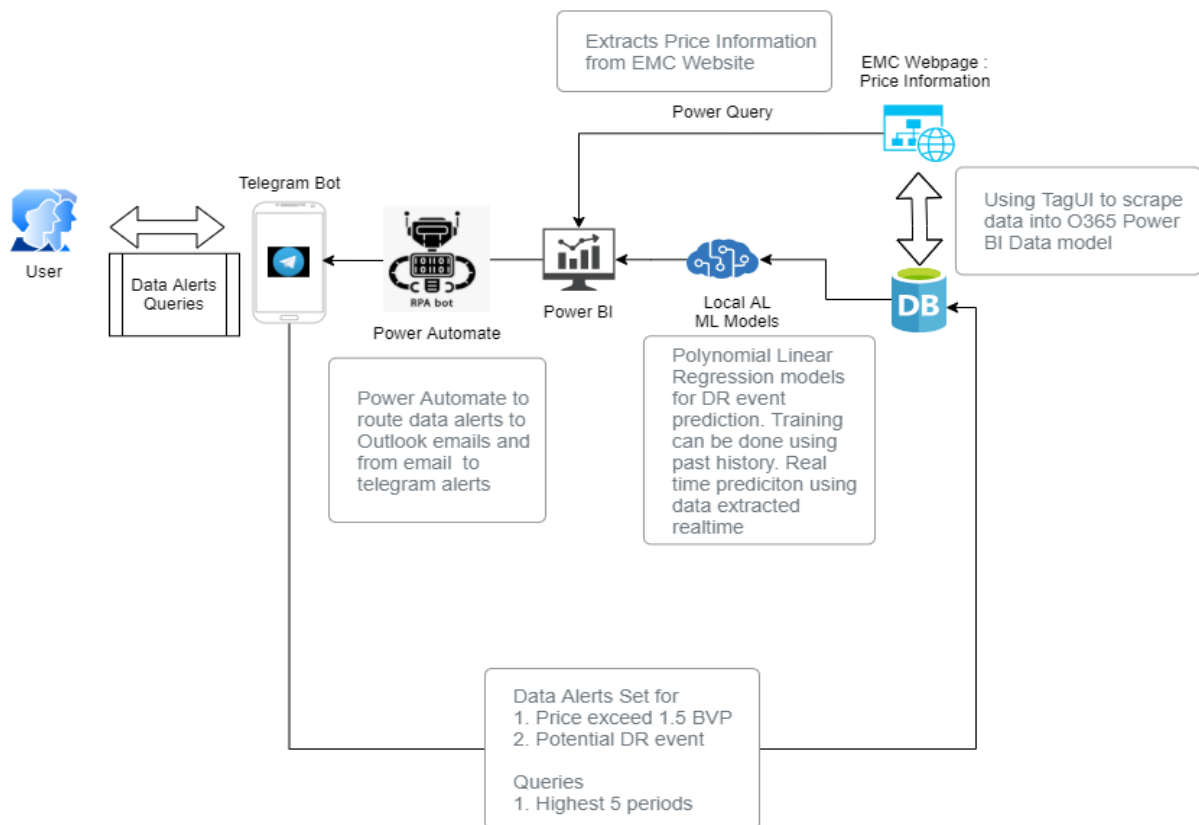 Extracts Price Information
from EMC Website
EMC Webpage :
Price Information
Power Query
Telegram Bot
Using TagUI to scrape
data into O365 Power
BI Data model
User
Data Alerts
Queries
01011
01101
RPA bot
Power Automate
Power BI
Local AL
ML Models
DB
Power Automate to
route data alerts to
Outlook emails and
from email to
telegram alerts
Polynomial Linear
Regression models
for DR event
prediction. Training
can be done using
past history. Real
time prediciton using
data extracted
realtime
Data Alerts Set for
1. Price exceed 1.5 BVP
2. Potential DR event
Queries
1. Highest 5 periods